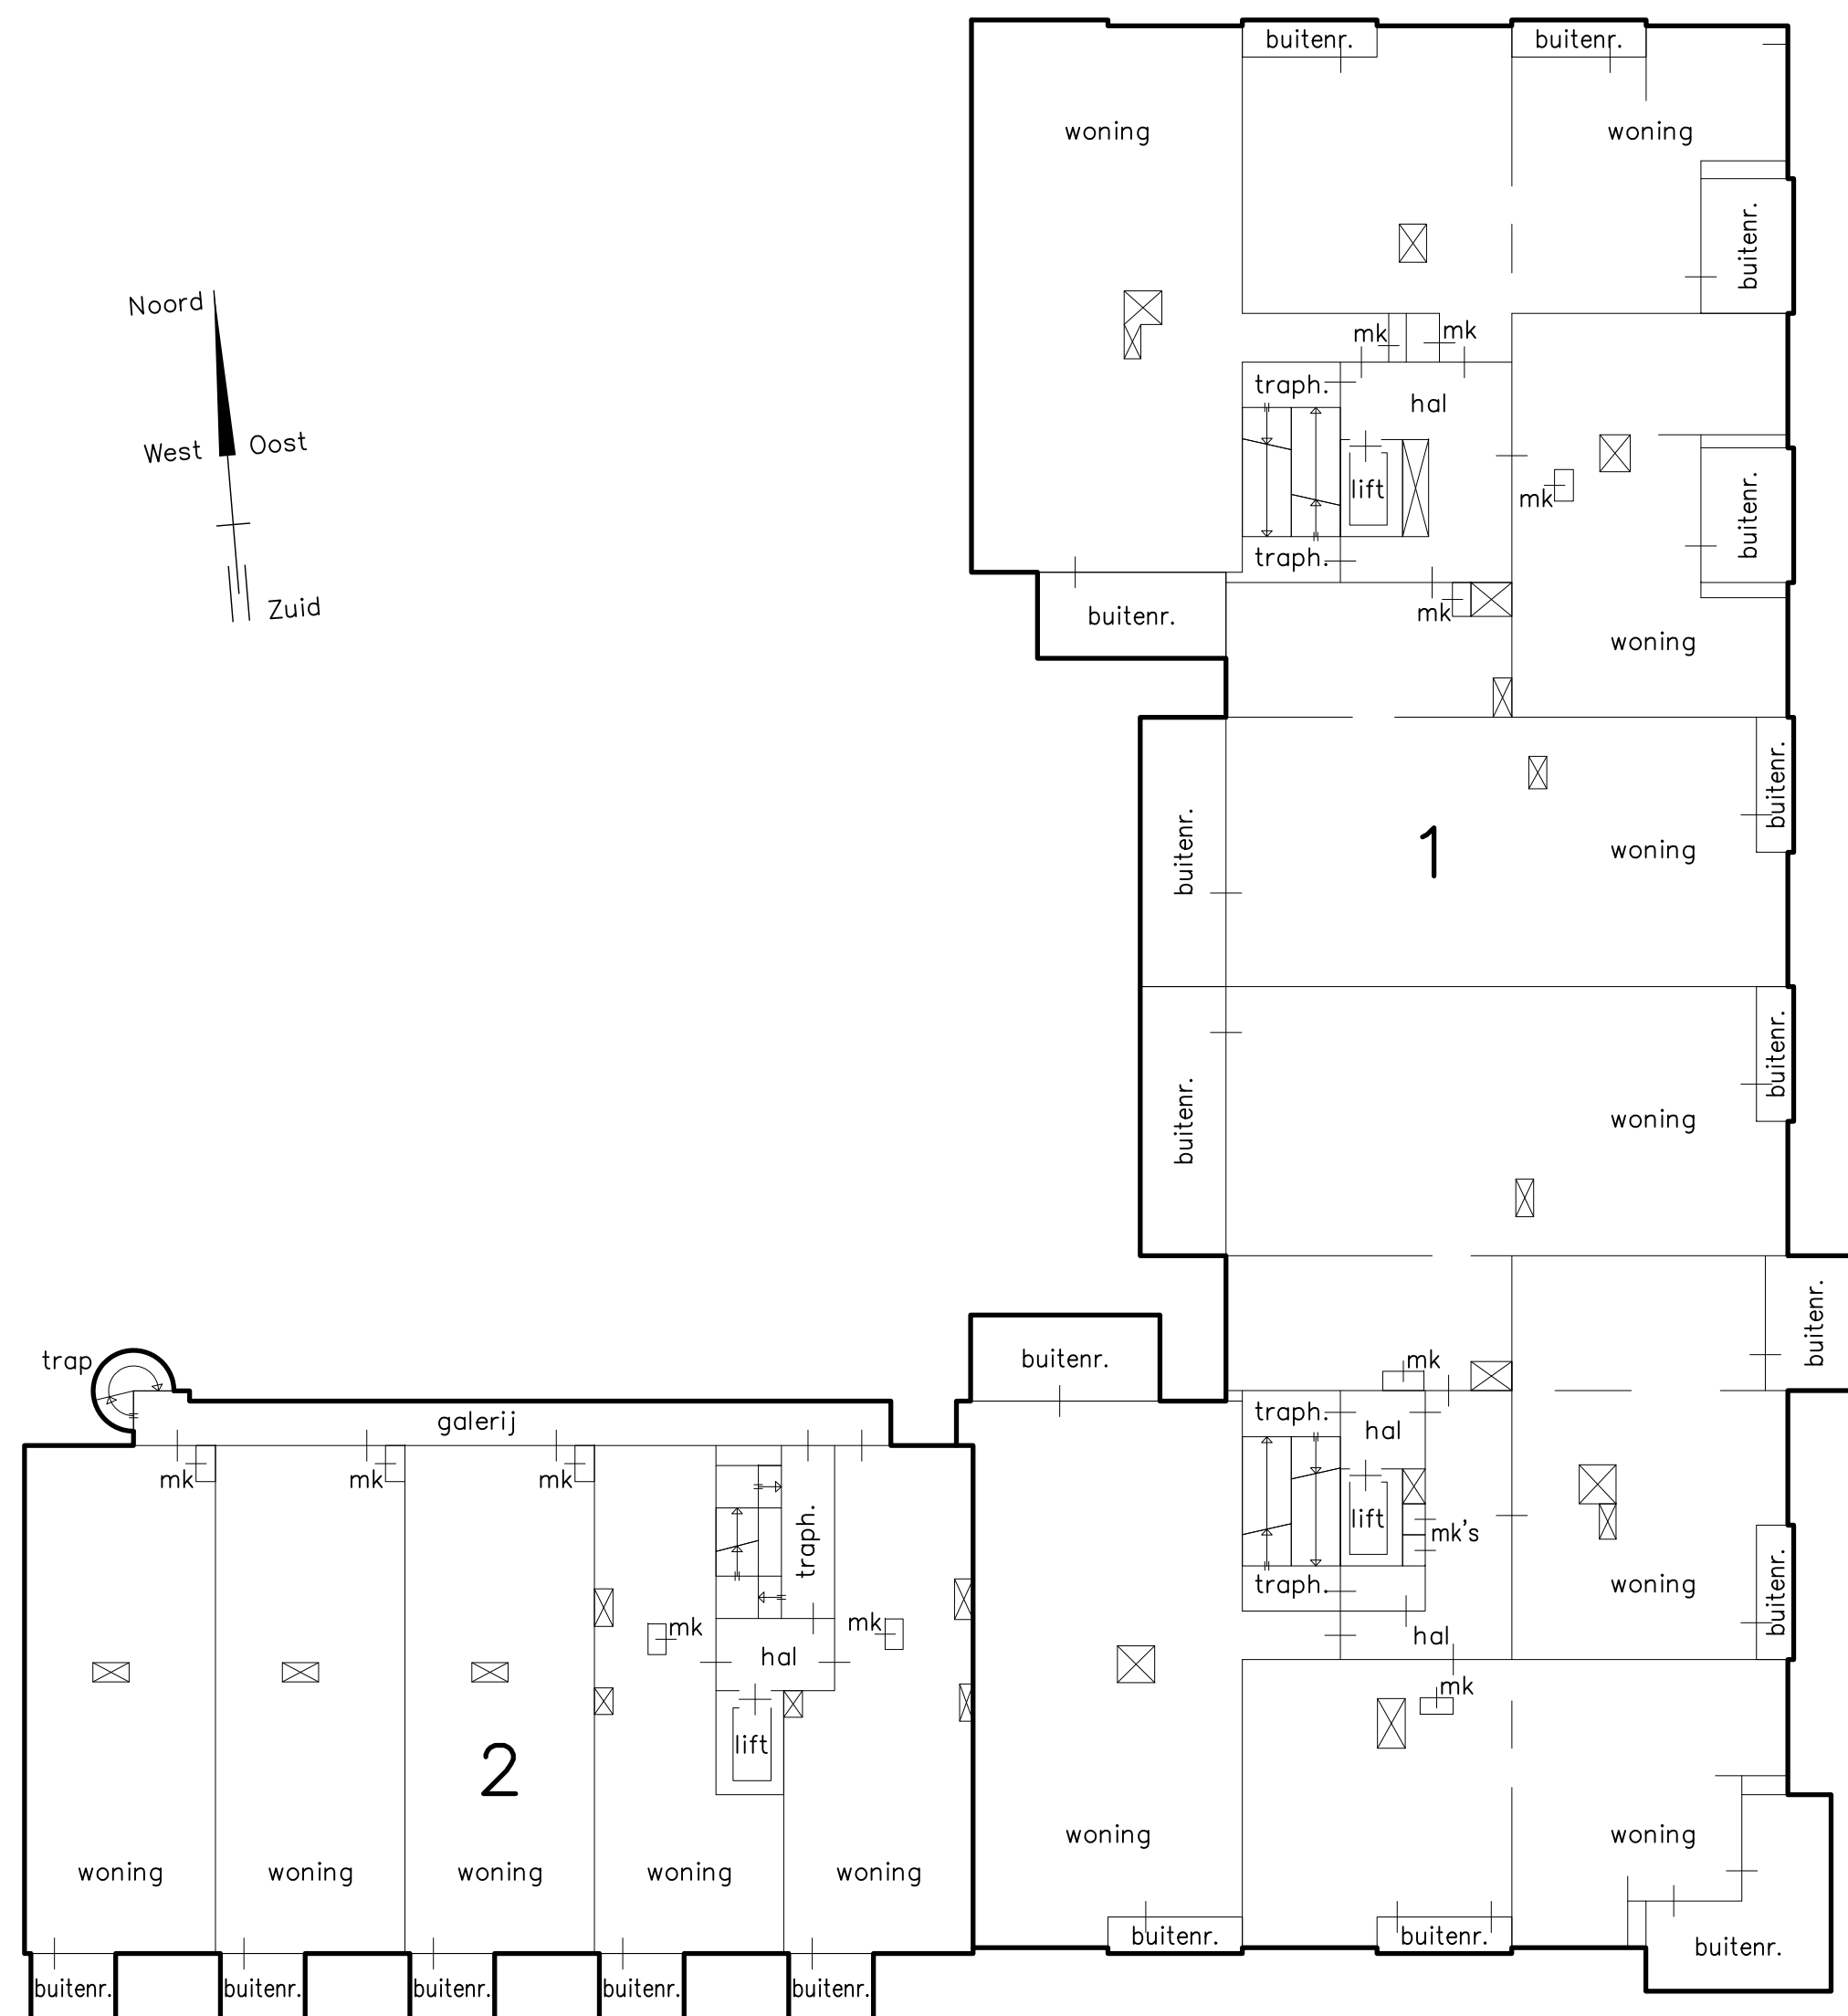 buitenr.
buitenr.
woning
woning
buitenr.
Noord
West
Oost
Zuid
mk
mk
traph.
hal
lift
mk
buitenr.
traph.
mk
buitenr.
woning
buitenr.
buitenr.
1
woning
buitenr.
buitenr.
woning
buitenr.
trap
buitenr.
mk
galerij
traph.
hal
mk
mk
mk
lift
mk's
traph.
traph.
woning
buitenr.
mk
mk
hal
hal
mk
lift
2
woning
woning
woning
woning
woning
woning
woning
buitenr.
buitenr.
buitenr.
buitenr.
buitenr.
buitenr.
buitenr.
buitenr.